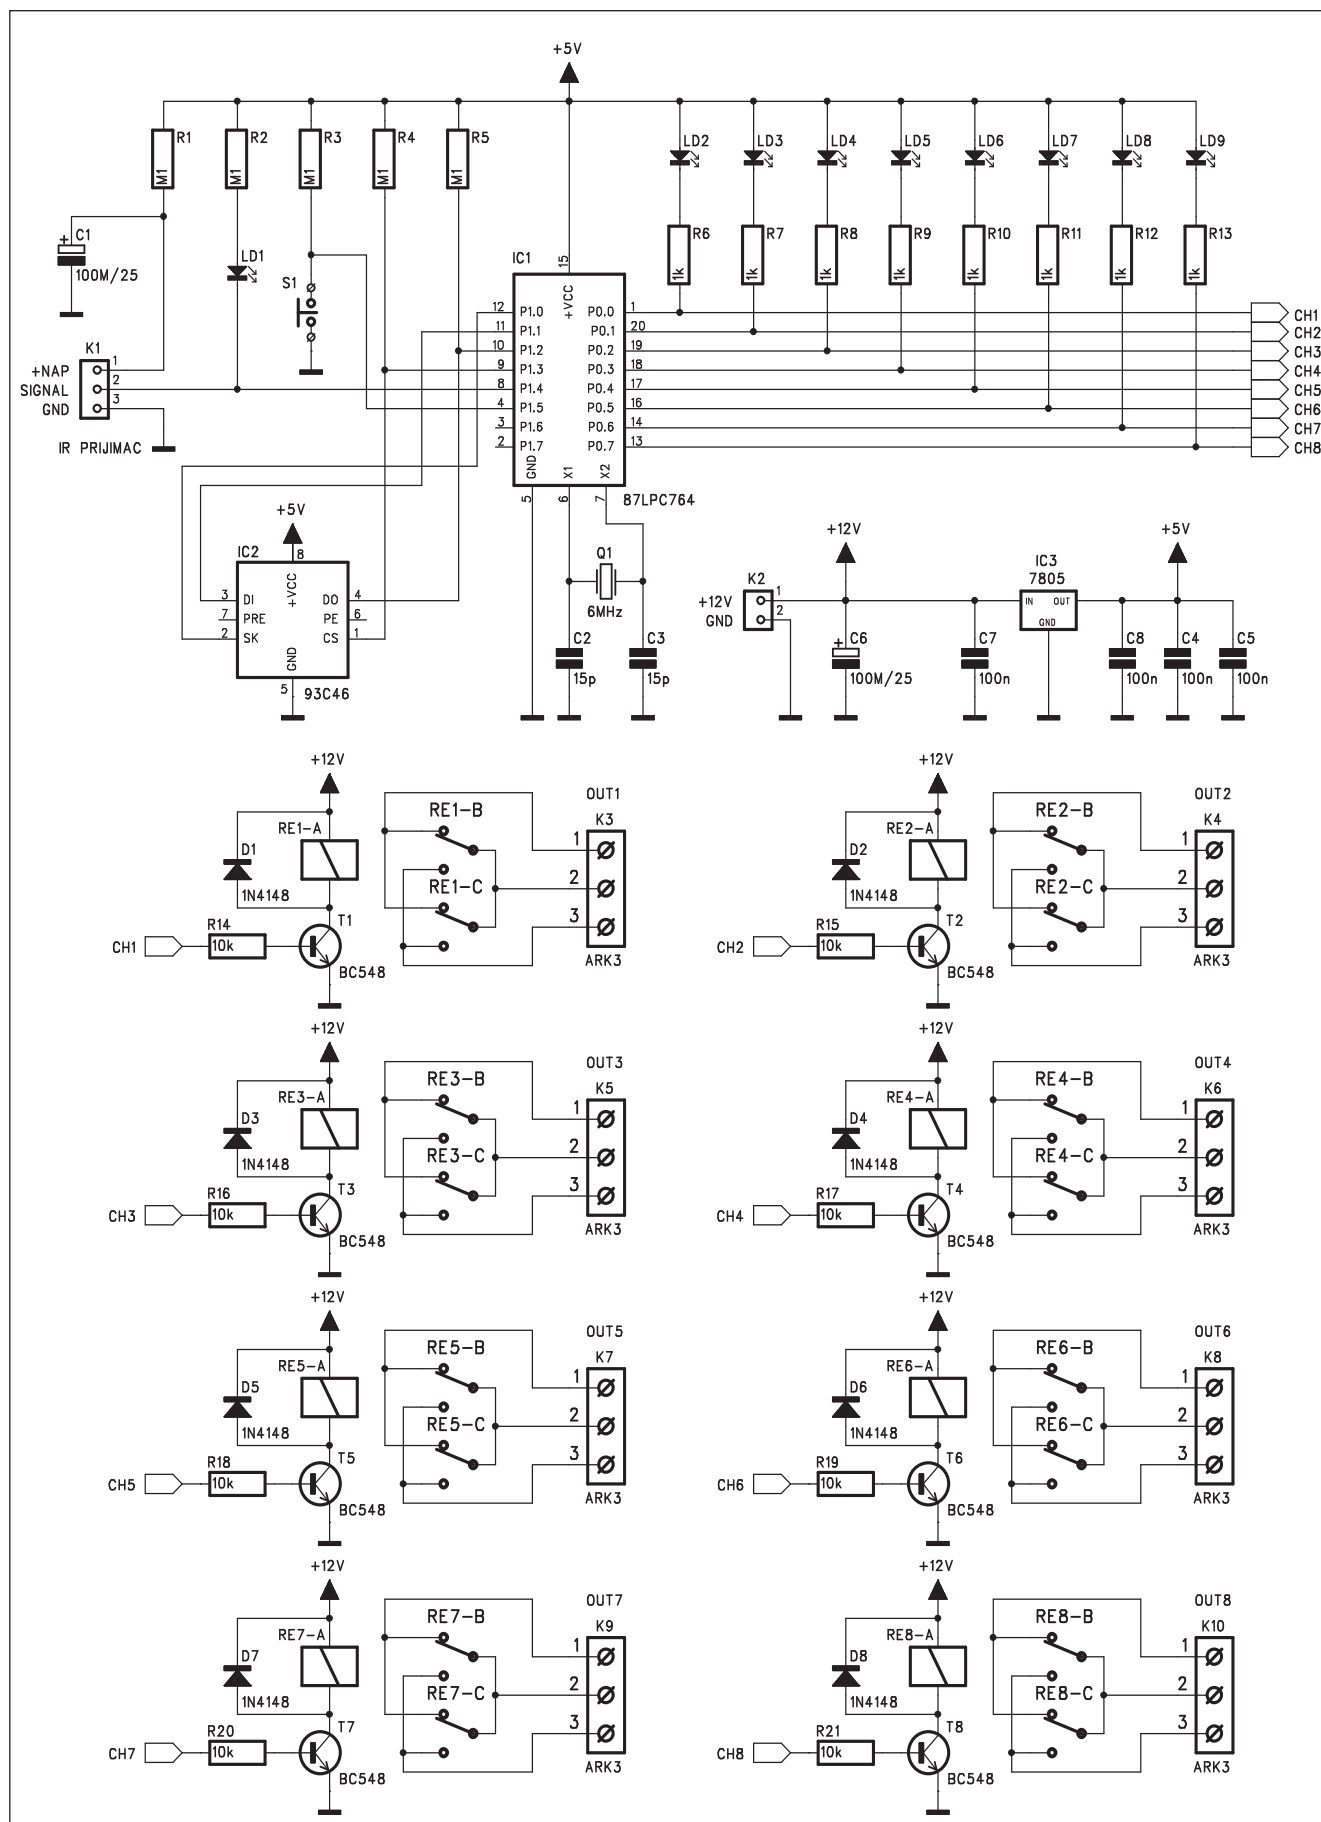 +5V
R1 R2 R3 R4 R5 LD2 LD3 LD4 LD5 LD6 LD7 LD8 LD9
M1 M1 M1 M1 M1
C1 LD1 R6 R7 R8 R9 R10 R11 R12 R13
+ 100M/25 S1 IC1 15 1k 1k 1k 1k 1k 1k 1k 1k
+VCC
12 P1.0 P0.0 1 CH1
11 P1.1 P0.1 20 CH2
10 P1.2 P0.2 19 CH3
K1
+NAP 1 9 P1.3 P0.3 18 CH4
SIGNAL 2 8 P1.4 P0.4 17 CH5
GND 3 4 P1.5 P0.5 16 CH6
3 P1.6 P0.6 14 CH7
IR PRIJIMAC 2 P1.7 P0.7 13 CH8
GND X1 X2
5 6 7 87LPC764
+5V
IC2 8 Q1 +12V +5V
+VCC 6MHz K2 IC3
7805
3 DI DO 4 +12V 1 IN OUT
7 PRE PE 6 GND 2 GND
2 SK CS 1 C2 C3 + C6 C7 C8 C4 C5
GND 15p 15p 100M/25 100n 100n 100n 100n
5 93C46
+12V +12V
RE1-B OUT1 RE2-B OUT2
RE1-A K3 RE2-A K4
D1 1 D2 1
1N4148 RE1-C 2 1N4148 RE2-C 2
R14 T1 3 R15 T2 3
CH1 10k CH2 10k
BC548 ARK3 BC548 ARK3
+12V +12V
RE3-B OUT3 RE4-B OUT4
RE3-A K5 RE4-A K6
D3 1 D4 1
1N4148 RE3-C 2 1N4148 RE4-C 2
R16 T3 3 R17 T4 3
CH3 10k CH4 10k
BC548 ARK3 BC548 ARK3
+12V +12V
RE5-B OUT5 RE6-B OUT6
RE5-A K7 RE6-A K8
D5 1 D6 1
1N4148 RE5-C 2 1N4148 RE6-C 2
R18 T5 3 R19 T6 3
CH5 10k CH6 10k
BC548 ARK3 BC548 ARK3
+12V +12V
RE7-B OUT7 RE8-B OUT8
RE7-A K9 RE8-A K10
D7 1 D8 1
1N4148 RE7-C 2 1N4148 RE8-C 2
R20 T7 3 R21 T8 3
CH7 10k CH8 10k
BC548 ARK3 BC548 ARK3